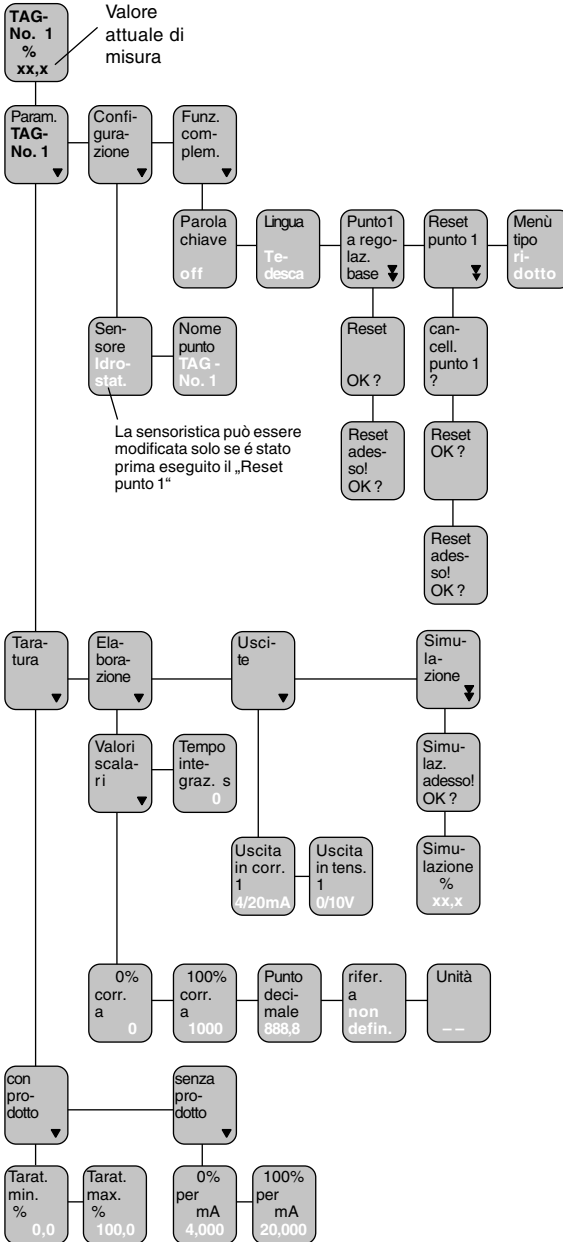 TAG-
No. 1
%
xx,x
Valore
attuale di
misura
Param.
TAG-
No. 1
Confi-
gura-
zione
Funz.
com-
plem.
Parola
chiave
off
Lingua
Te-
desca
Punto1
a rego-
laz.
base
Reset
punto 1
Menù
tipo
ri-
dotto
Sen-
sore
Idro-
stat.
Nome
punto
TAG -
No. 1
Reset
OK ?
can-
cell.
punto 1
?
La sensoristica può essere
modificata solo se é stato
prima eseguito il „Reset
punto 1“
Reset
ades-
so!
OK ?
Reset
OK ?
Reset
ades-
so!
OK ?
Tara-
tura
Ela-
borazione
Usci-
te
Simu-
la-
zione
Valori
scala-
ri
Tempo
inte-
graz. s
0
Simu-
laz.
adesso!
OK ?
Uscita
in corr.
1
4/20mA
Uscita
in tens.
1
0/10V
Simu-
lazione
%
xx,x
0%
corr.
a
0
100%
corr.
a
1000
Punto
deci-
male
888,8
rifer.
a
non
defin.
Unità
– –
con
pro-
dotto
senza
pro-
dotto
Tarat.
min.
%
0,0
Tarat.
max.
%
100,0
0%
per
mA
4,000
100%
per
mA
20,000